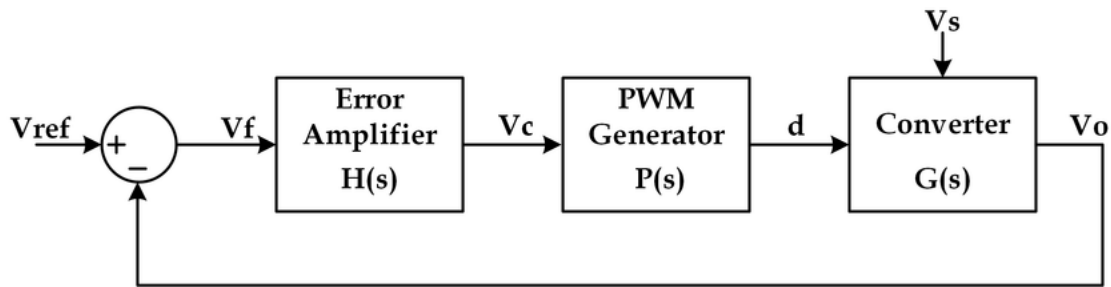 Vs
Vref
+
−
Vf
Error
Amplifier
H(s)
Vc
PWM
Generator
P(s)
d
Converter
G(s)
Vo